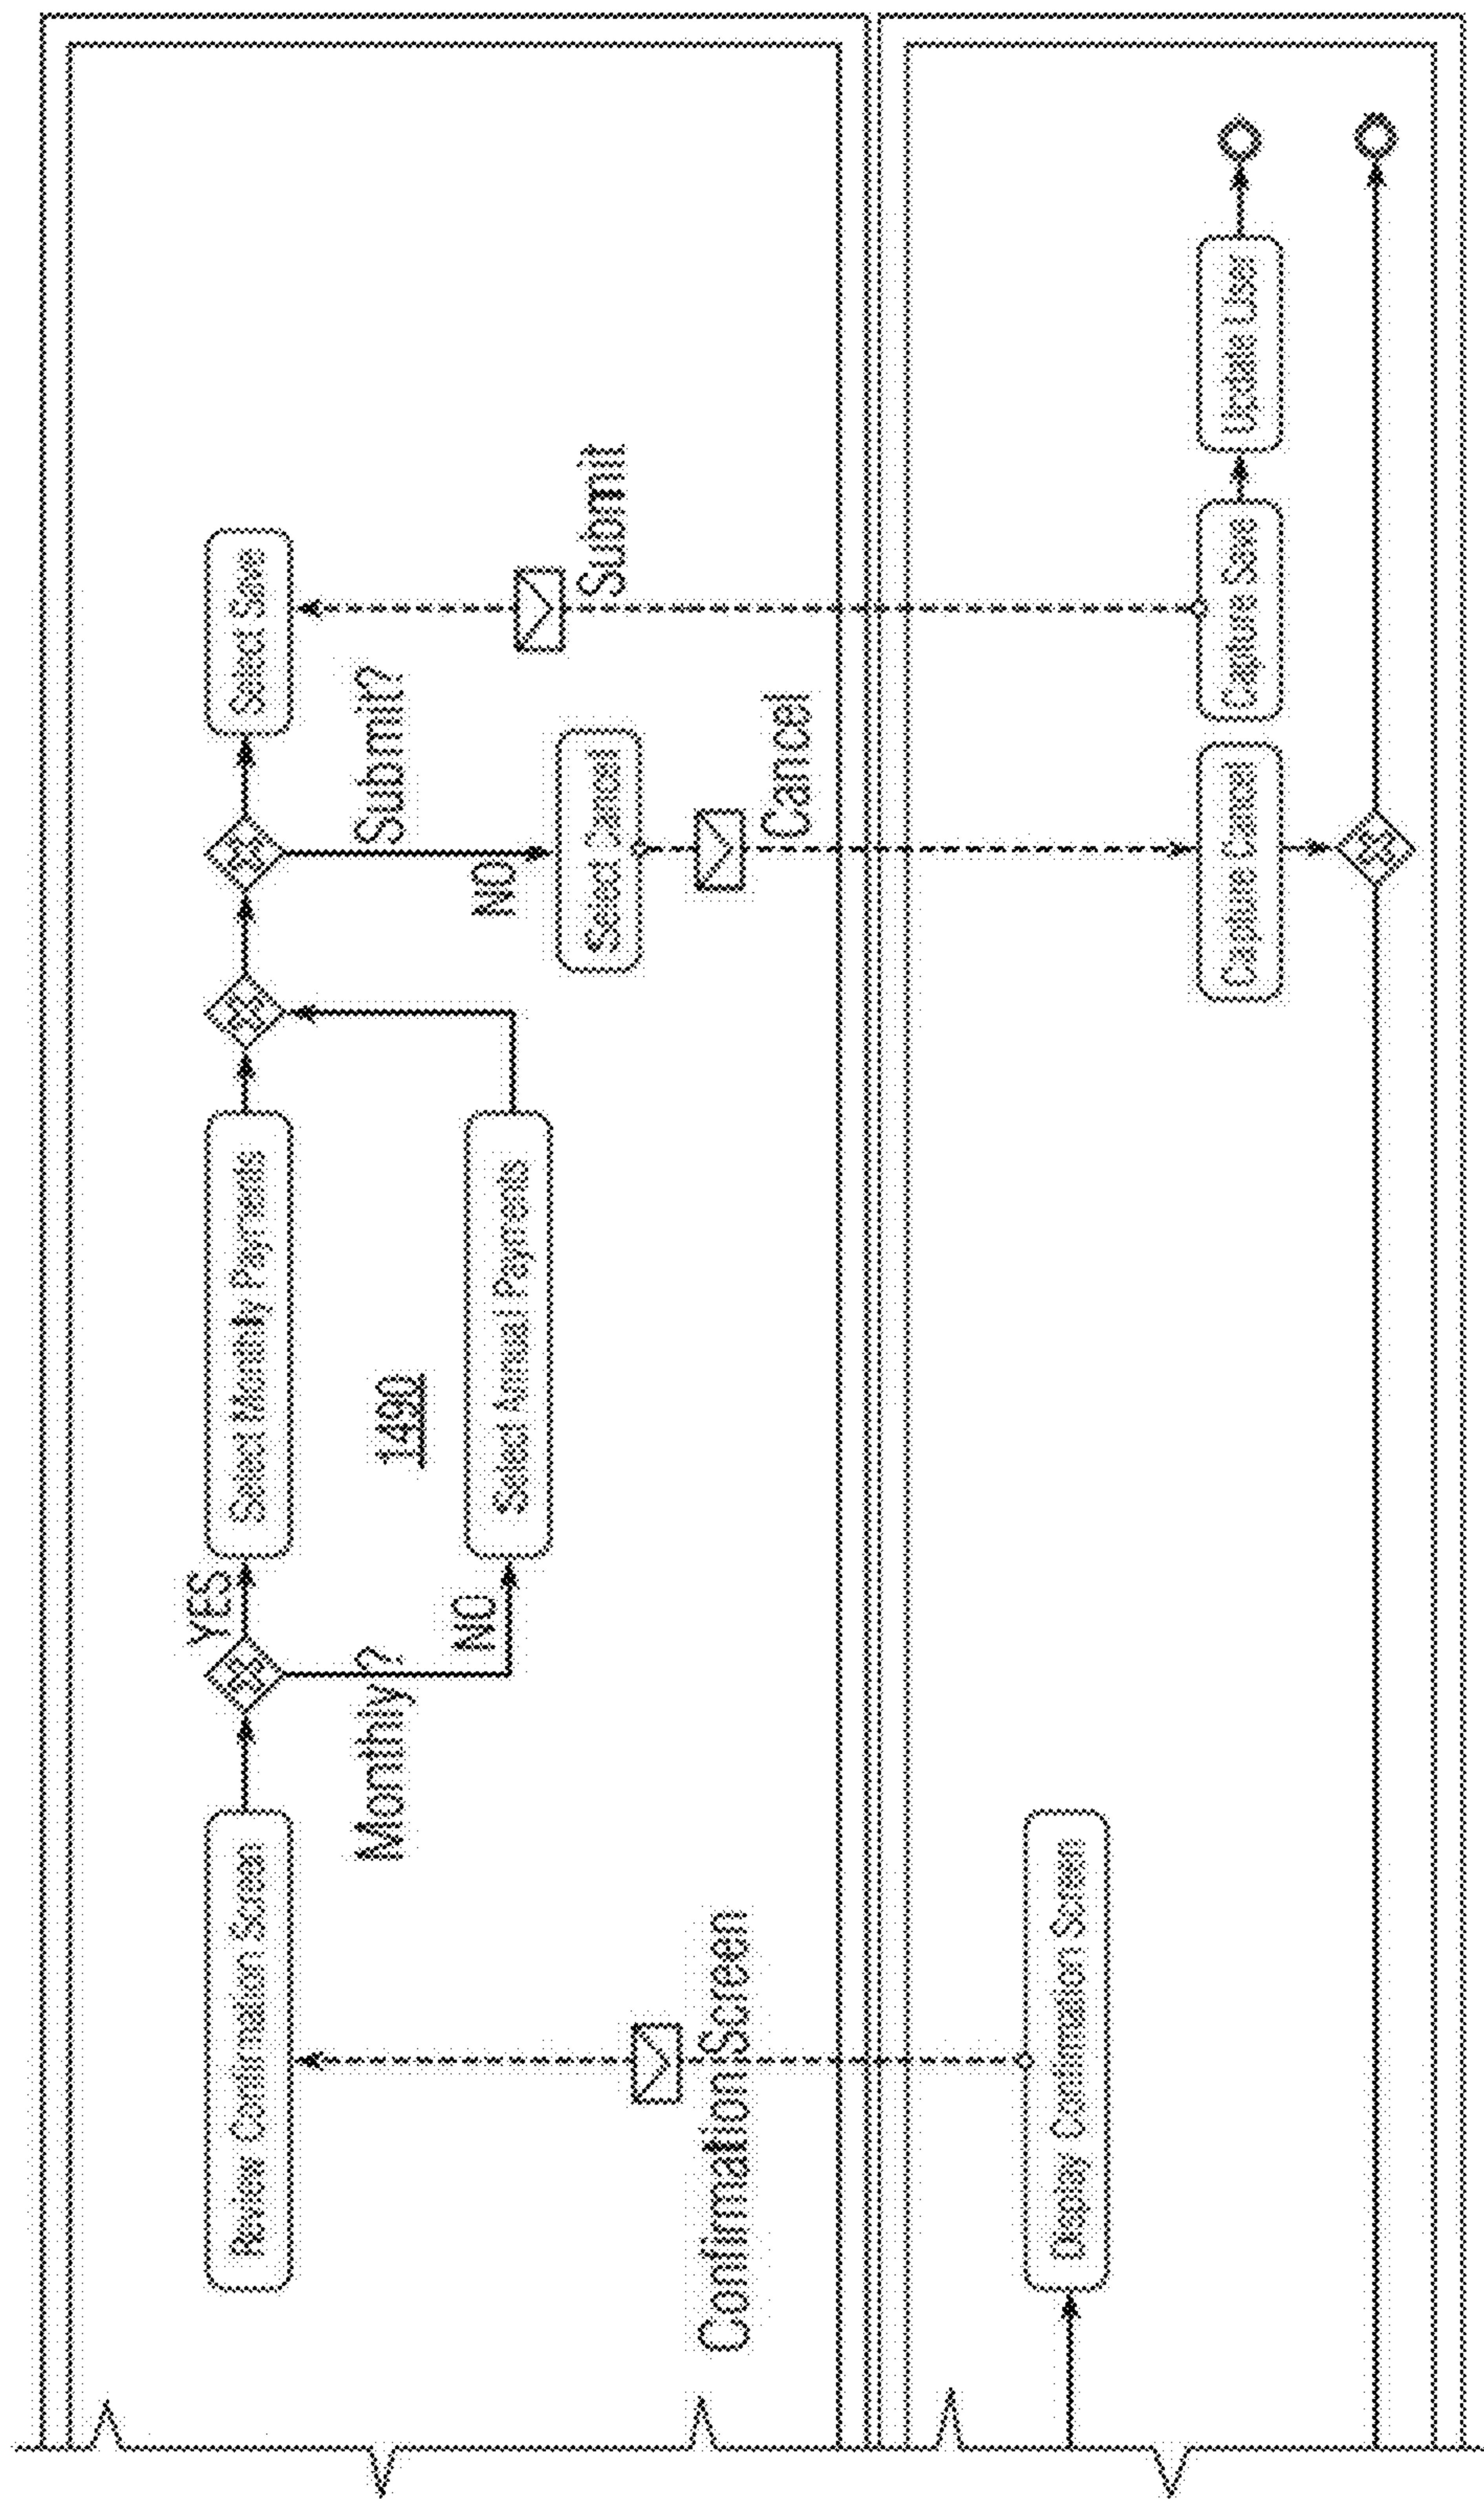 Review Confirmation Screen
Monthly?
YES
NO
Select Monthly Payments
1490
Select Annual Payments
Submit?
NO
Select Save
Select Cancel
Submit
Cancel
Confirmation Screen
Display Confirmation Screen
Capture Cancel
Capture Save
Update User